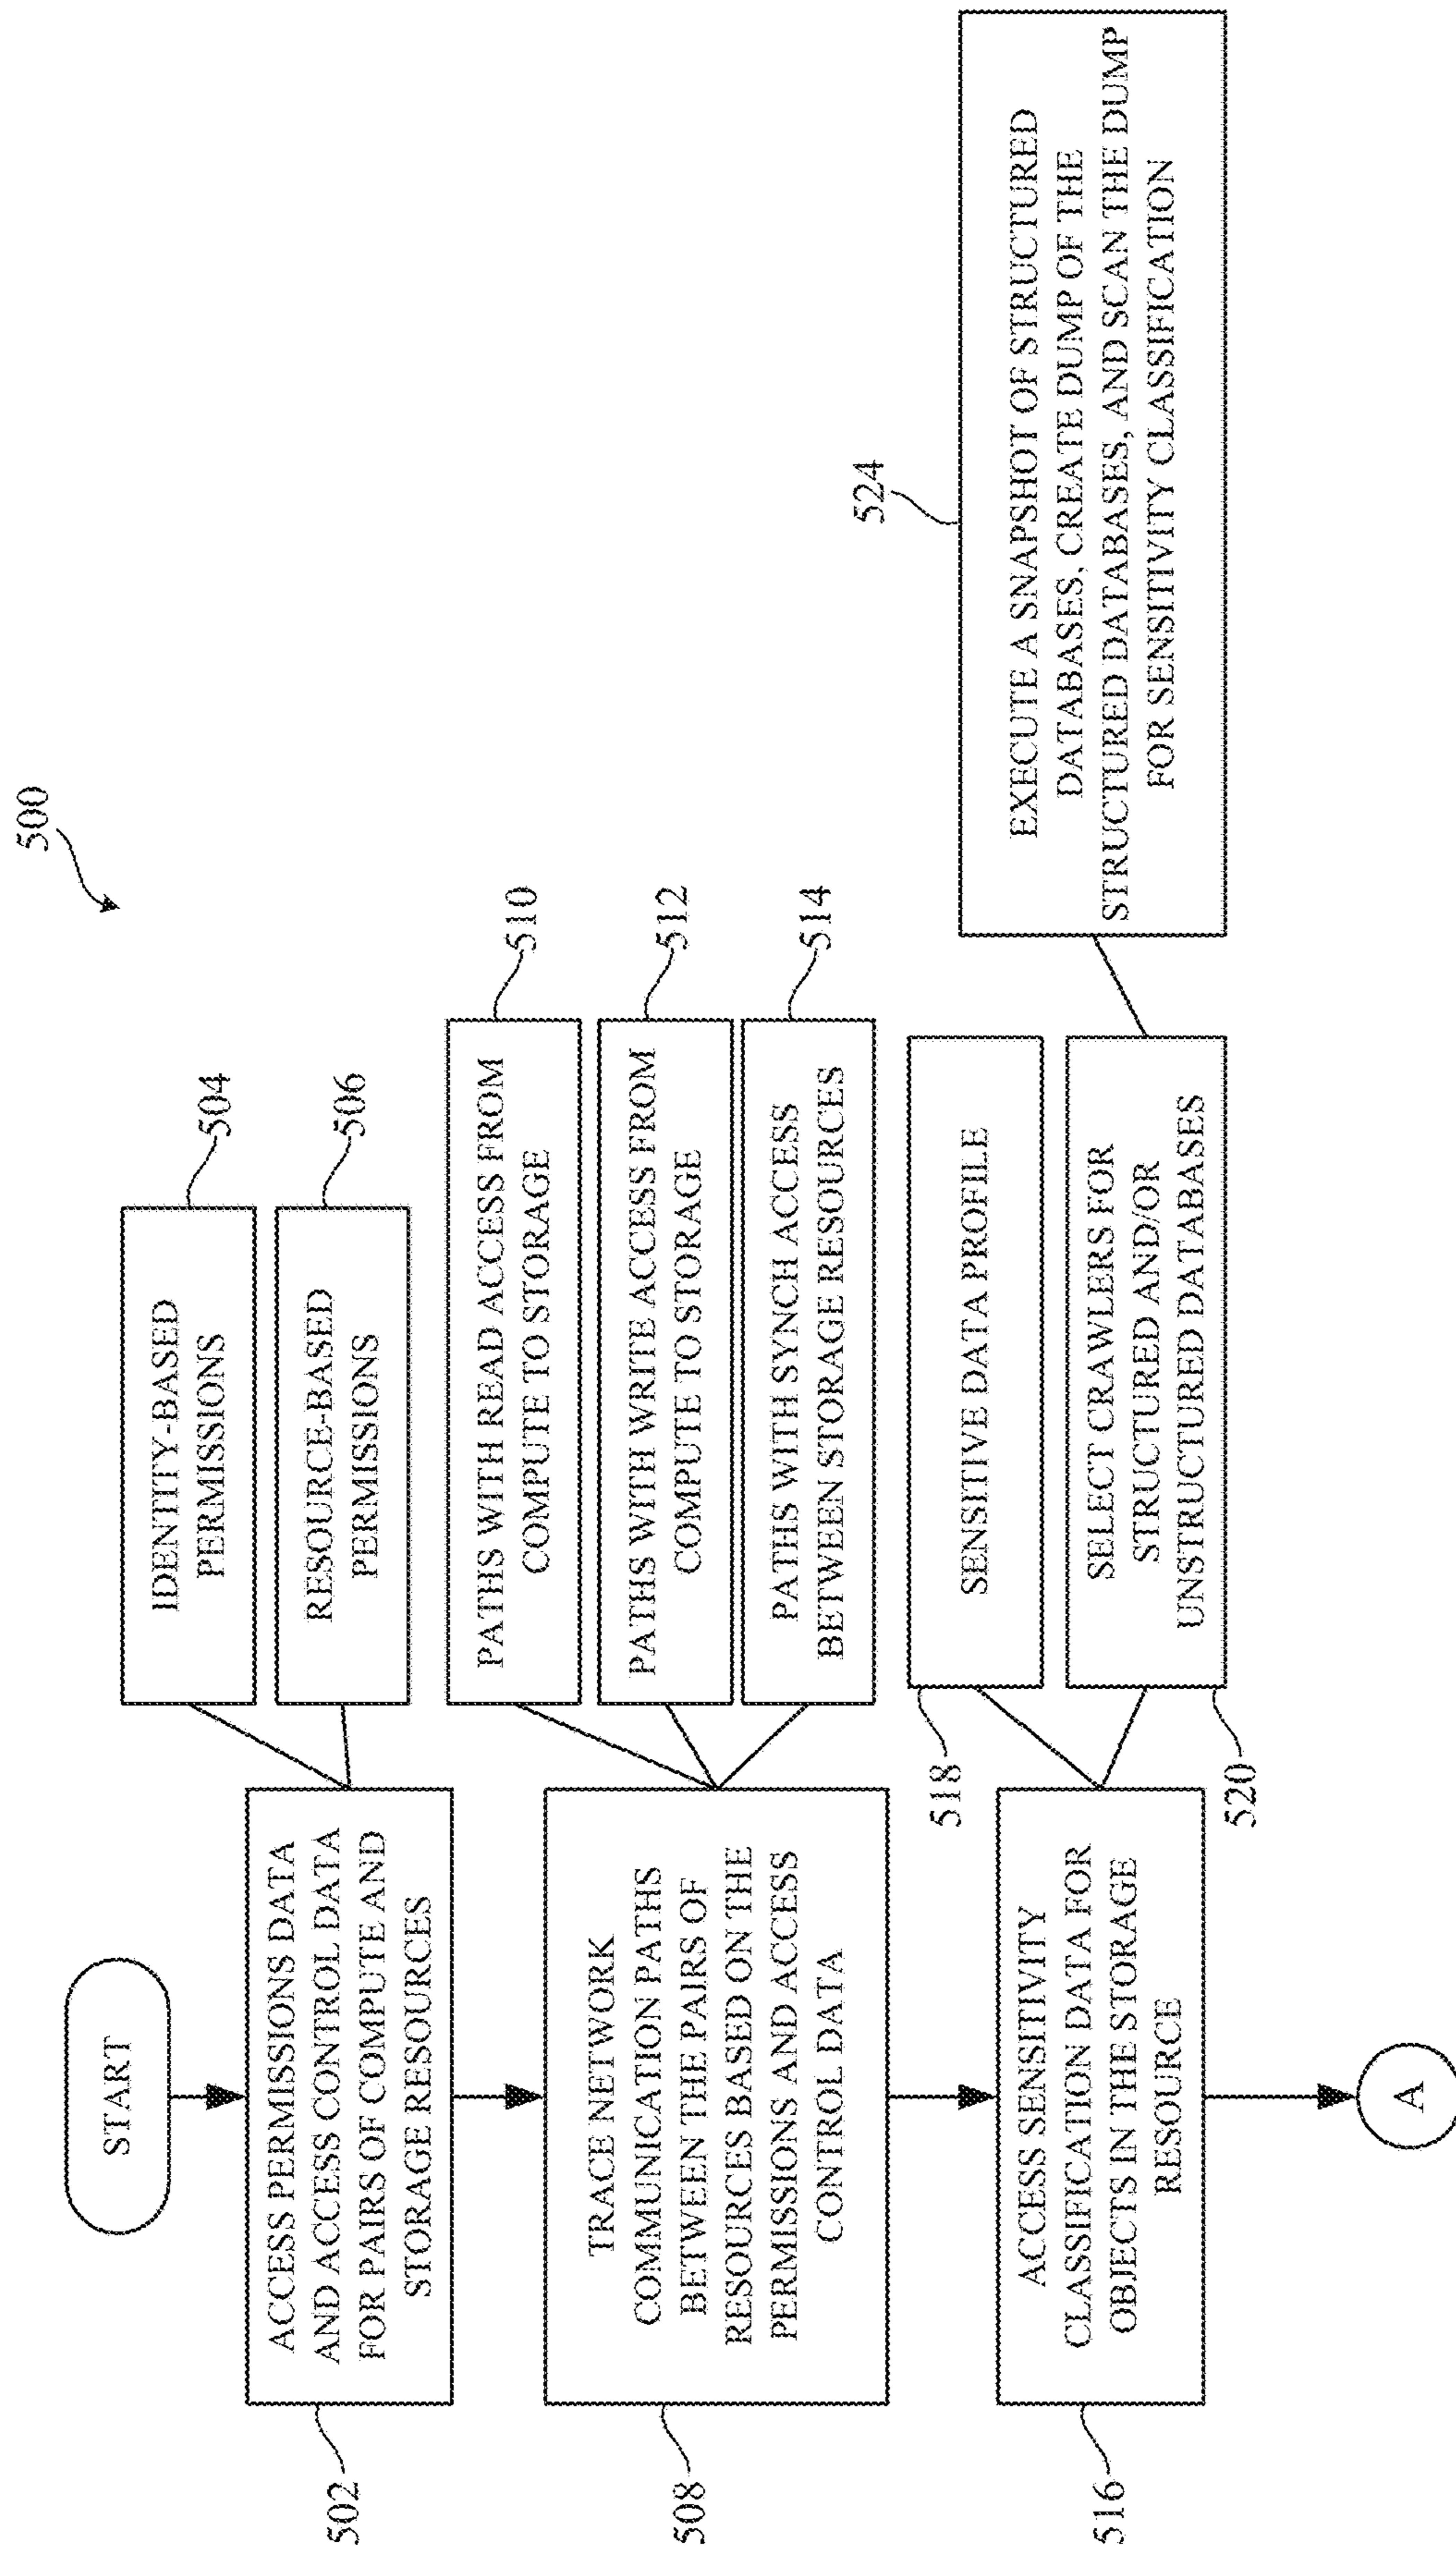 500
START
502
ACCESS PERMISSIONS DATA
AND ACCESS CONTROL DATA
FOR PAIRS OF COMPUTE AND
STORAGE RESOURCES
IDENTITY-BASED
PERMISSIONS
504
RESOURCE-BASED
PERMISSIONS
506
508
TRACE NETWORK
COMMUNICATION PATHS
BETWEEN THE PAIRS OF
RESOURCES BASED ON THE
PERMISSIONS AND ACCESS
CONTROL DATA
PATHS WITH READ ACCESS FROM
COMPUTE TO STORAGE
510
PATHS WITH WRITE ACCESS FROM
COMPUTE TO STORAGE
512
PATHS WITH SYNCH ACCESS
BETWEEN STORAGE RESOURCES
514
516
ACCESS SENSITIVITY
CLASSIFICATION DATA FOR
OBJECTS IN THE STORAGE
RESOURCE
518
SENSITIVE DATA PROFILE
520
SELECT CRAWLERS FOR
STRUCTURED AND/OR
UNSTRUCTURED DATABASES
524
EXECUTE A SNAPSHOT OF STRUCTURED
DATABASES, CREATE DUMP OF THE
STRUCTURED DATABASES, AND SCAN THE DUMP
FOR SENSITIVITY CLASSIFICATION
A